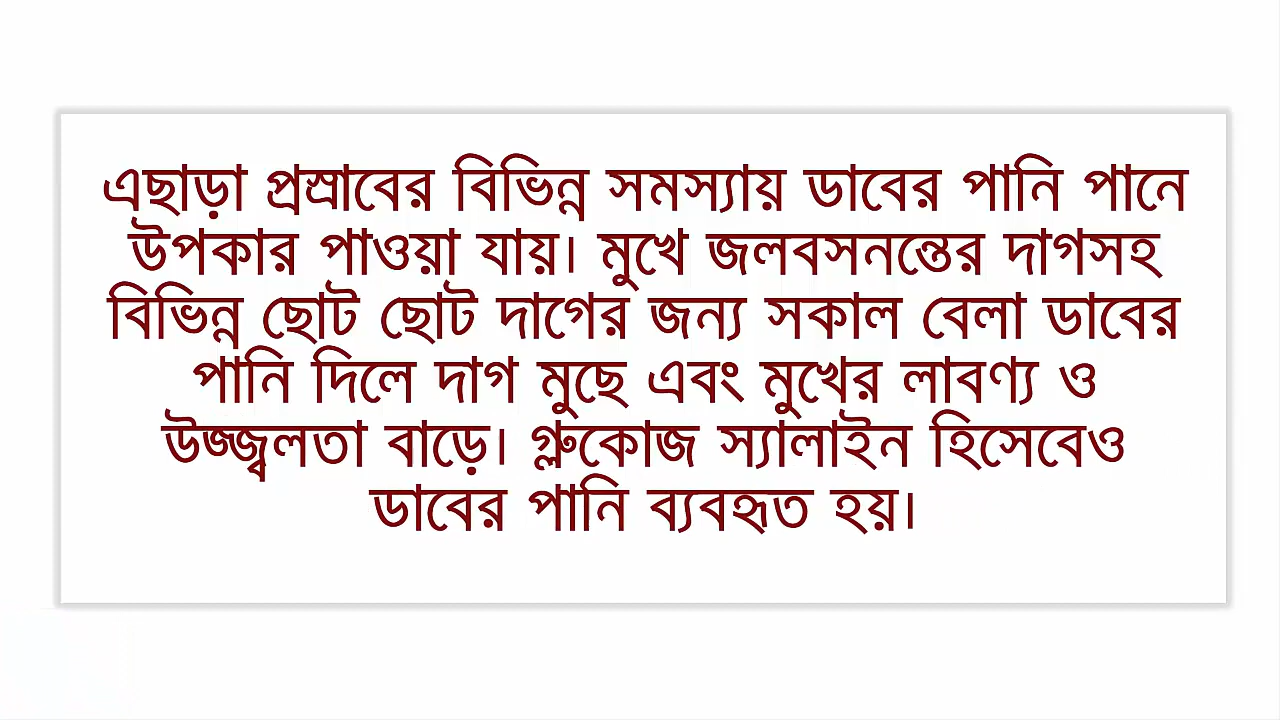 এছাড়া প্রস্রাবের বিভিন্ন সমস্যায় ডাবের পানি পানে
উপকার পাওয়া যায়। মুখে জলবসনন্তের দাগসহ
বিভিন্ন ছোট ছোট দাগের জন্য সকাল বেলা ডাবের
পানি দিলে দাগ মুছে এবং মুখের লাবণ্য ও
উজ্জ্বলতা বাড়ে। গ্লুকোজ স্যালাইন হিসেবেও
ডাবের পানি ব্যবহৃত হয়।